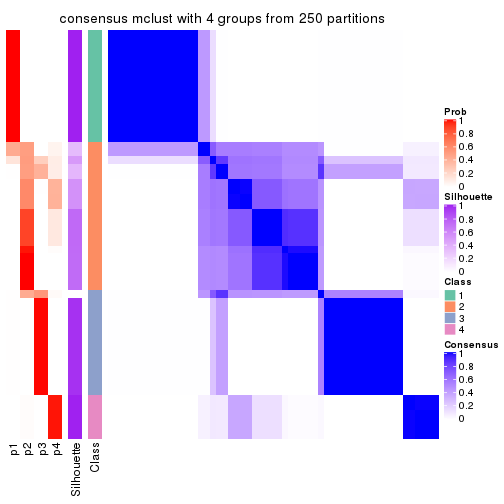 consensus mclust with 4 groups from 250 partitions
Prob
1
0.8
0.6
0.4
0.2
0
Silhouette
1
0.8
0.6
0.4
0.2
0
Class
1
2
3
4
Consensus
1
0.8
0.6
0.4
0.2
0
p1
p2
p3
p4
Silhouette
Class